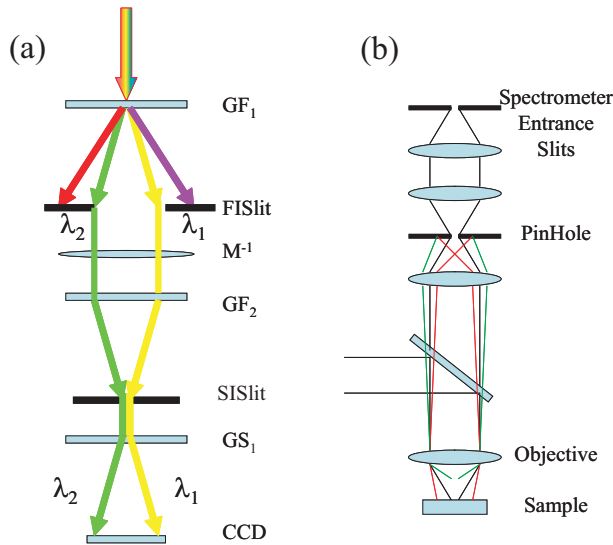 (a)
GF₁
FISlit
λ₂
λ₁
M⁻¹
GF₂
SISlit
GS₁
λ₂
λ₁
CCD
(b)
Spectrometer
Entrance
Slits
PinHole
Objective
Sample